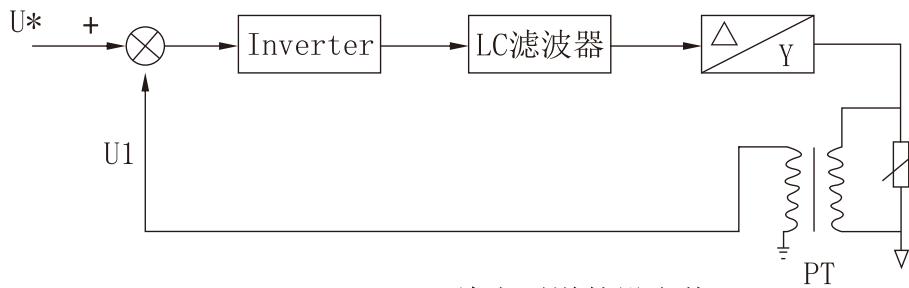 U*
+
Inverter
LC滤波器
△
Y
U1
PT